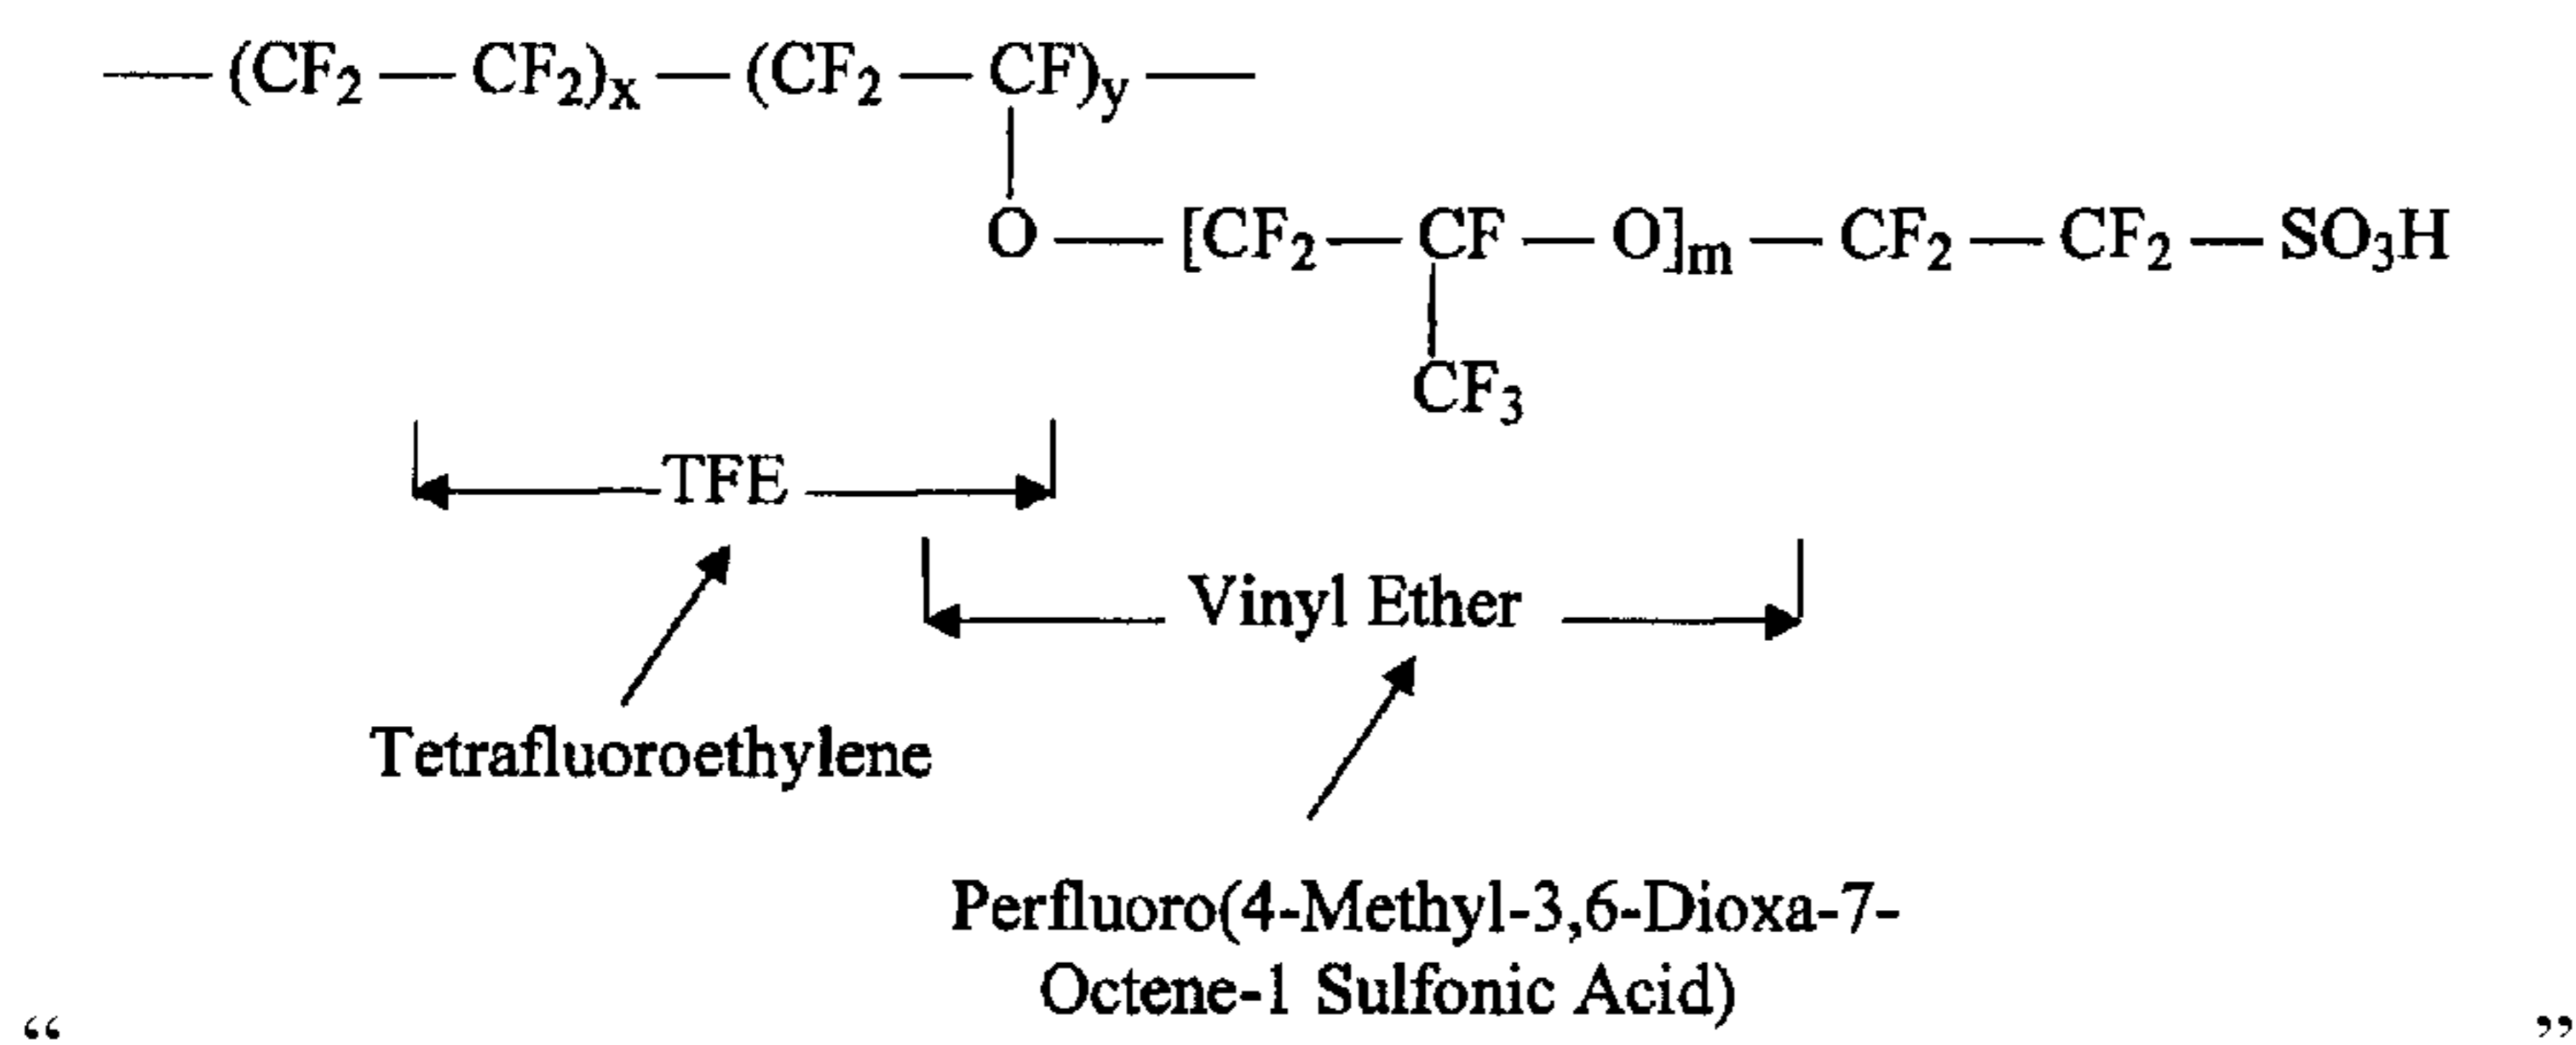 —(CF₂—CF₂)ₓ—(CF₂—CF)y—
O—[CF₂—CF—O]m—CF₂—CF₂—SO₃H
CF₃
TFE
Vinyl Ether
Tetrafluoroethylene
Perfluoro(4-Methyl-3,6-Dioxa-7-
Octene-1 Sulfonic Acid)
“ ”